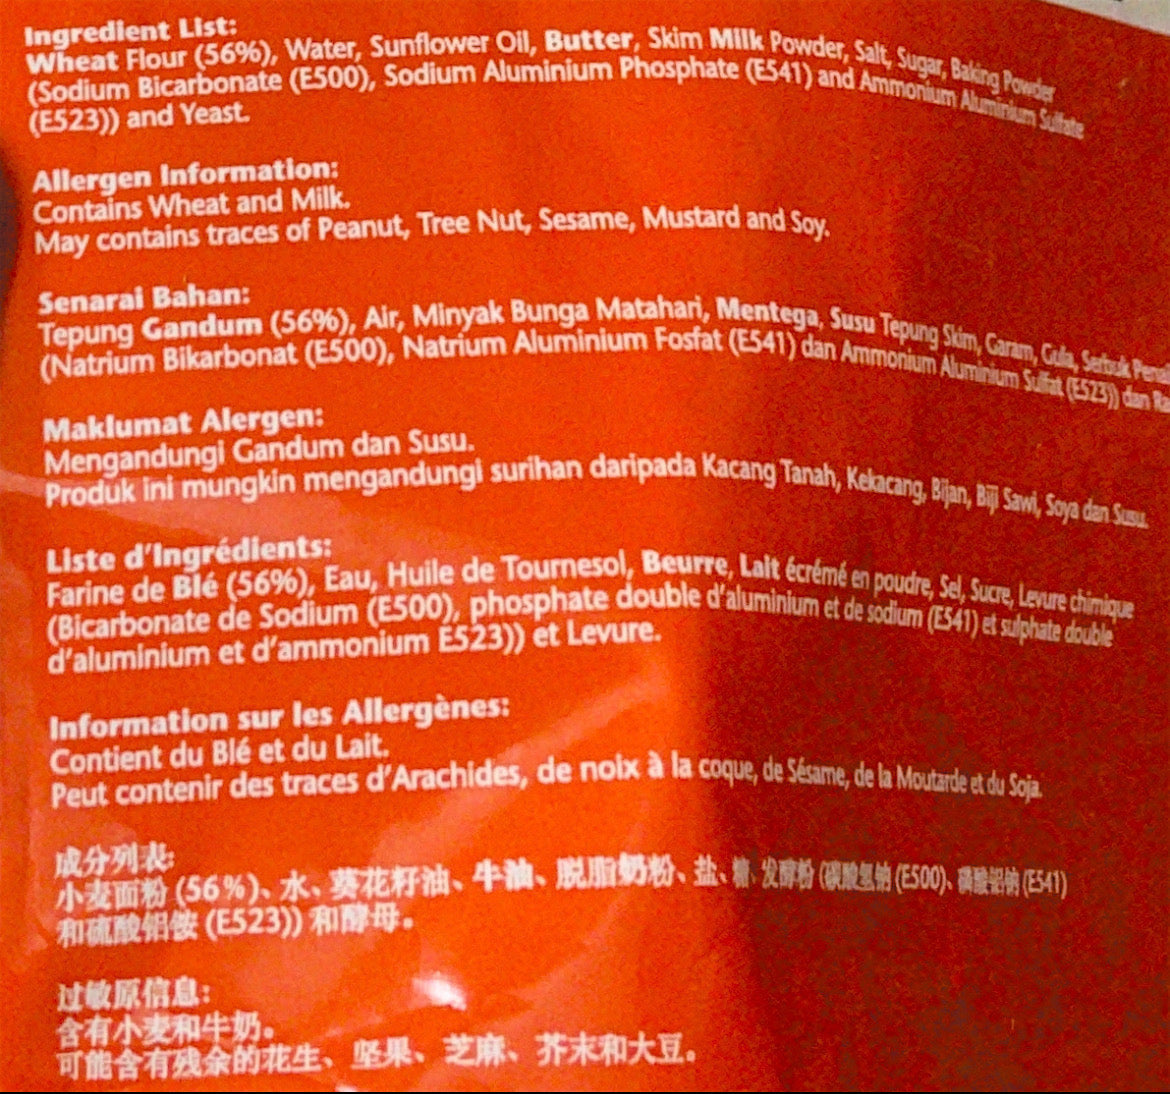 Ingredient List:
Wheat Flour (56%), Water, Sunflower Oil, Butter, Skim Milk Powder, Salt, Sugar, Baking Powder
(Sodium Bicarbonate (E500), Sodium Aluminium Phosphate (E541) and Ammonium Aluminium Sulfate
(E523)) and Yeast.
Allergen Information:
Contains Wheat and Milk.
May contains traces of Peanut, Tree Nut, Sesame, Mustard and Soy.
Senarai Bahan:
Tepung Gandum (56%), Air, Minyak Bunga Matahari, Mentega, Susu Tepung Skim, Garam, Gula, Serbuk
(Natrium Bikarbonat (E500), Natrium Aluminium Fosfat (E541) dan Ammonium Aluminium Sulfat (E523)) dan
Maklumat Alergen:
Mengandungi Gandum dan Susu.
Produk ini mungkin mengandungi surihan daripada Kacang Tanah, Kekacang, Bijan, Biji Sawi, Soya dan Susu.
Liste d'Ingrédients:
Farine de Blé (56%), Eau, Huile de Tournesol, Beurre, Lait écrémé en poudre, Sel, Sucre, Levure chimique
(Bicarbonate de Sodium (E500), phosphate double d'aluminium et de sodium (E541) et sulphate double
d'aluminium et d'ammonium E523)) et Levure.
Information sur les Allergènes:
Contient du Blé et du Lait.
Peut contenir des traces d'Arachides, de noix à la coque, de Sésame, de la Moutarde et du Soja.
成分列表:
小麦面粉 (56%)、水、葵花籽油、牛油、脱脂奶粉、盐、糖、发酵粉 (碳酸氢钠 (E500)、磷酸铝钠 (E541)
和硫酸铝铵 (E523)) 和酵母。
过敏原信息:
含有小麦和牛奶。
可能含有残余的花生、坚果、芝麻、芥末和大豆。